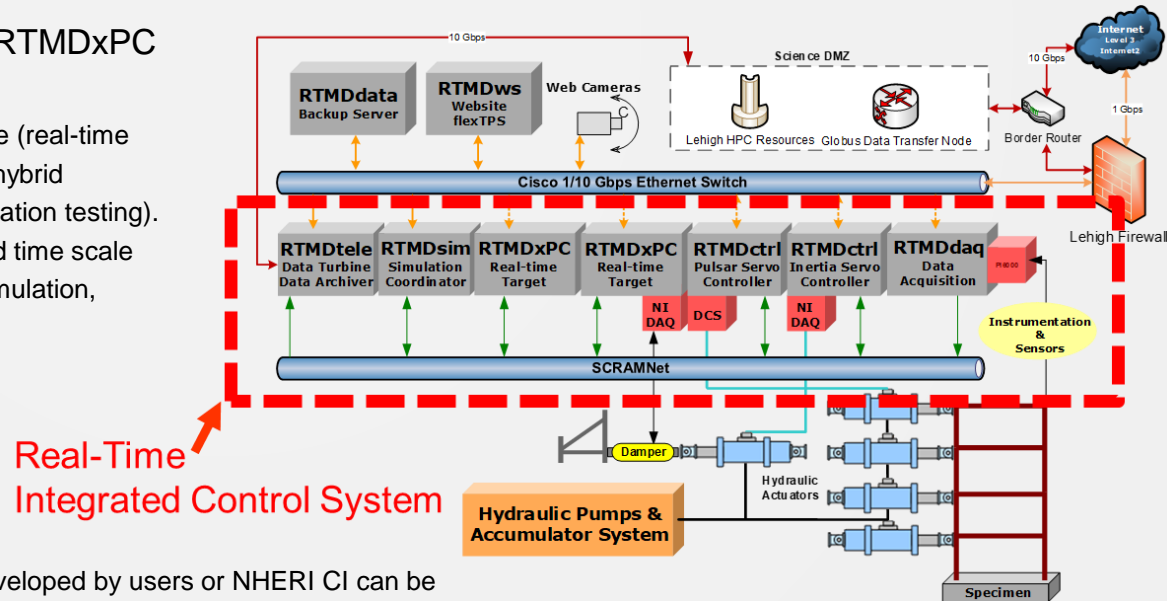 RTMDxPC
e (real-time
hybrid
ation testing).
d time scale
mulation,
10 Gbps
Science DMZ
Internet
Level 3
Internet2
10 Gbps
1 Gbps
RTMDdata
Backup Server
RTMDws
Website
flexTPS
Web Cameras
C
Lehigh HPC Resources
Globus Data Transfer Node
Border Router
Cisco 1/10 Gbps Ethernet Switch
Lehigh Firewall
RTMDtele
Data Turbine
Data Archiver
RTMDsim
Simulation
Coordinator
RTMDxPC
Real-time
Target
RTMDxPC
Real-time
Target
RTMDctrl
Pulsar Servo
Controller
RTMDctrl
Inertia Servo
Controller
RTMDdaq
Data
Acquisition
NI
DAQ
DCS
NI
DAQ
Instrumentation
&
Sensors
SCRAMNet
Real-Time
Integrated Control System
Damper
Hydraulic
Actuators
Hydraulic Pumps &
Accumulator System
Specimen
veloped by users or NHERI CI can be